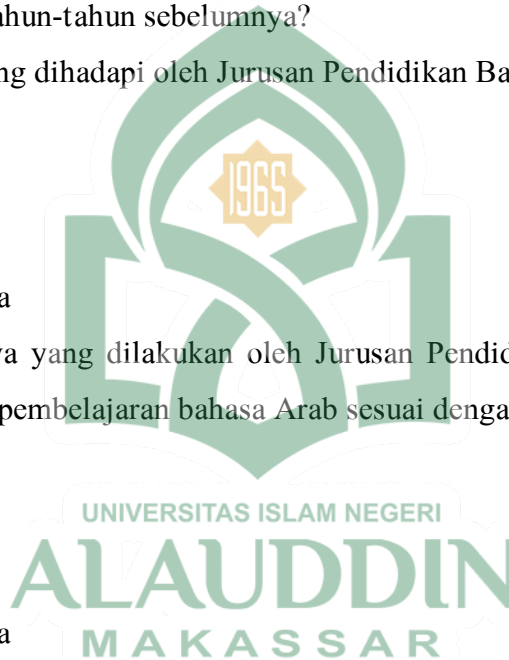 ahun-tahun sebelumnya?
ng dihadapi oleh Jurusan Pendidikan Ba
1965
a
ya yang dilakukan oleh Jurusan Pendid
pembelajaran bahasa Arab sesuai denga
UNIVERSITAS ISLAM NEGERI
ALAUDDIN
MAKASSAR
a